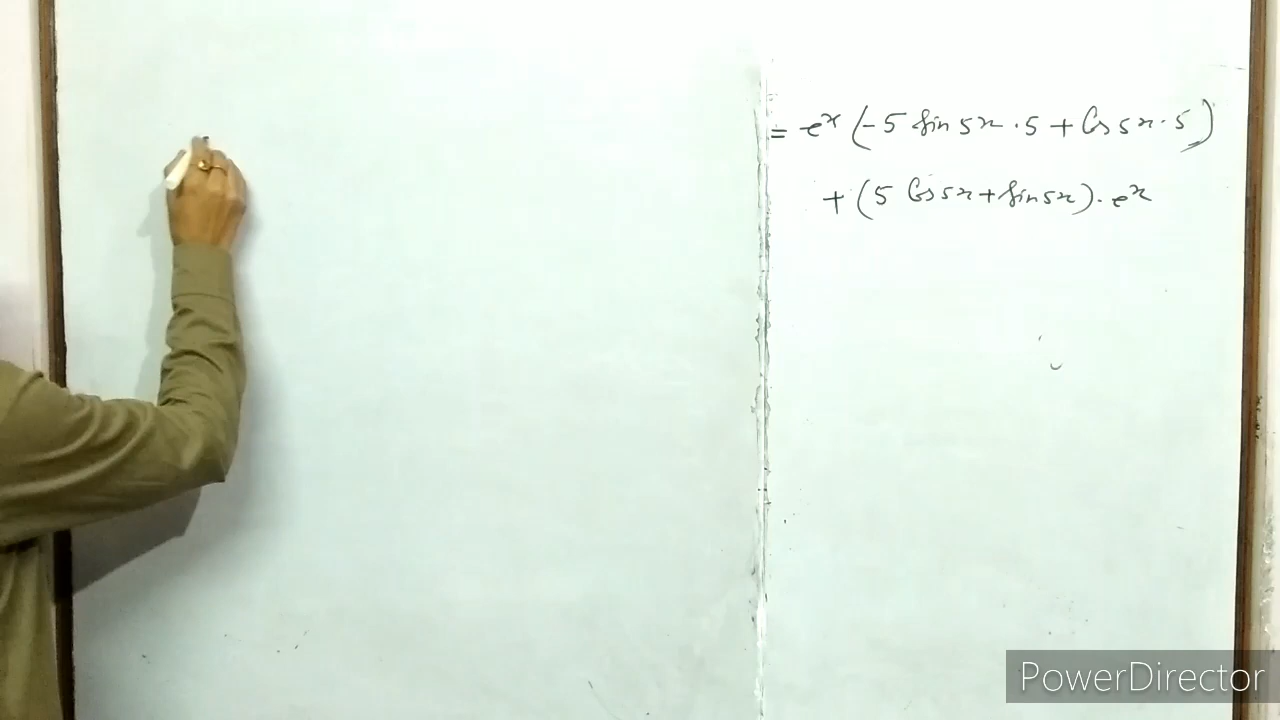 = e^x (-5 sin 5x · 5 + Cos 5x · 5)
+ (5 Cos 5x + sin 5x) · e^x
PowerDirector